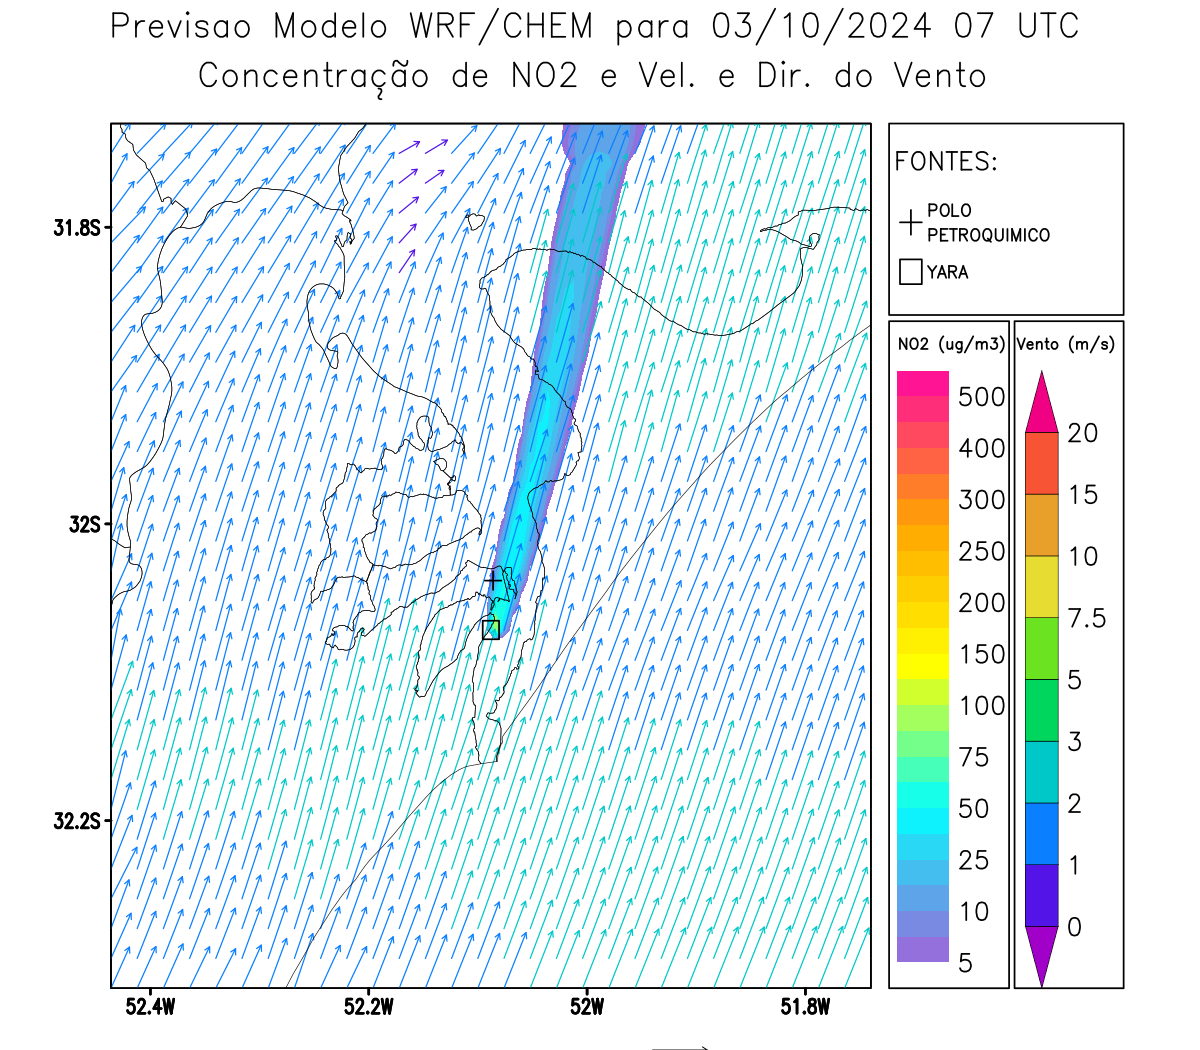 Previsao Modelo WRF/CHEM para 03/10/2024 07 UTC
Concentração de NO2 e Vel. e Dir. do Vento
FONTES:
POLO
PETROQUIMICO
YARA
31.8S
32S
32.2S
52.4W
52.2W
52W
51.8W
NO2 (ug/m3)
500
400
300
250
200
150
100
75
50
25
10
5
Vento (m/s)
20
15
10
7.5
5
3
2
1
0